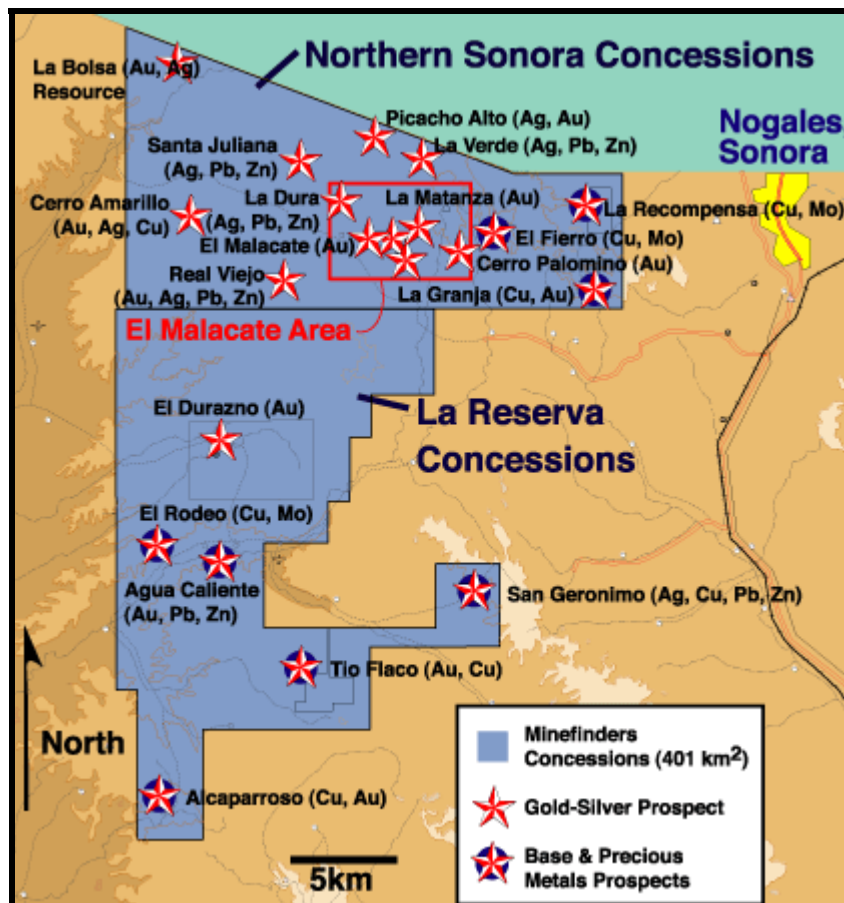 La Bolsa (Au, Ag)
Resource
Northern Sonora Concessions
Picacho Alto (Ag, Au)
Nogales
Sonora
Santa Juliana
(Ag, Pb, Zn)
La Verde (Ag, Pb, Zn)
La Dura
(Ag, Pb, Zn)
La Matanza (Au)
Cerro Amarillo
(Au, Ag, Cu)
La Recompensa (Cu, Mo)
El Malacate (Au)
El Fierro (Cu, Mo)
Cerro Palomino (Au)
Real Viejo
(Au, Ag, Pb, Zn)
La Granja (Cu, Au)
El Malacate Area
El Durazno (Au)
La Reserva
Concessions
El Rodeo (Cu, Mo)
Agua Caliente
(Au, Pb, Zn)
San Geronimo (Ag, Cu, Pb, Zn)
Tio Flaco (Au, Cu)
North
Alcaparroso (Cu, Au)
5km
Minefinders
Concessions (401 km²)
Gold-Silver Prospect
Base & Precious
Metals Prospects